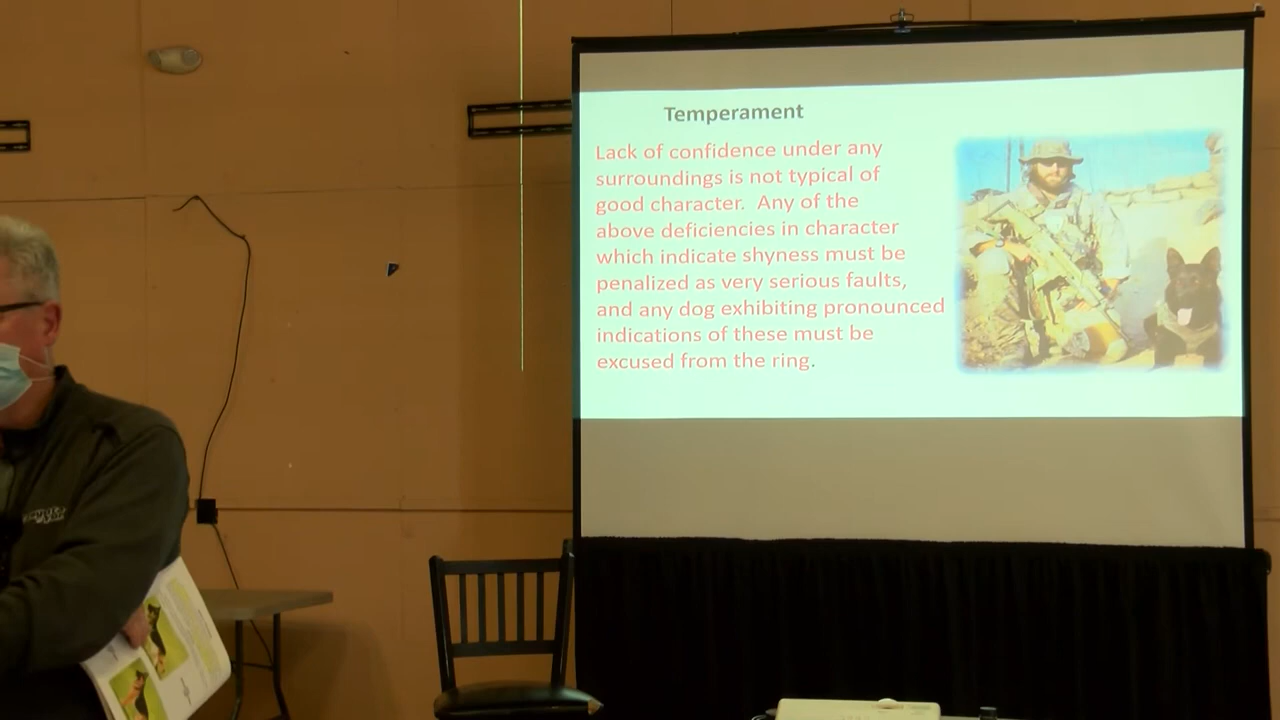 Temperament
Lack of confidence under any
surroundings is not typical of
good character.  Any of the
above deficiencies in character
which indicate shyness must be
penalized as very serious faults,
and any dog exhibiting pronounced
indications of these must be
excused from the ring.